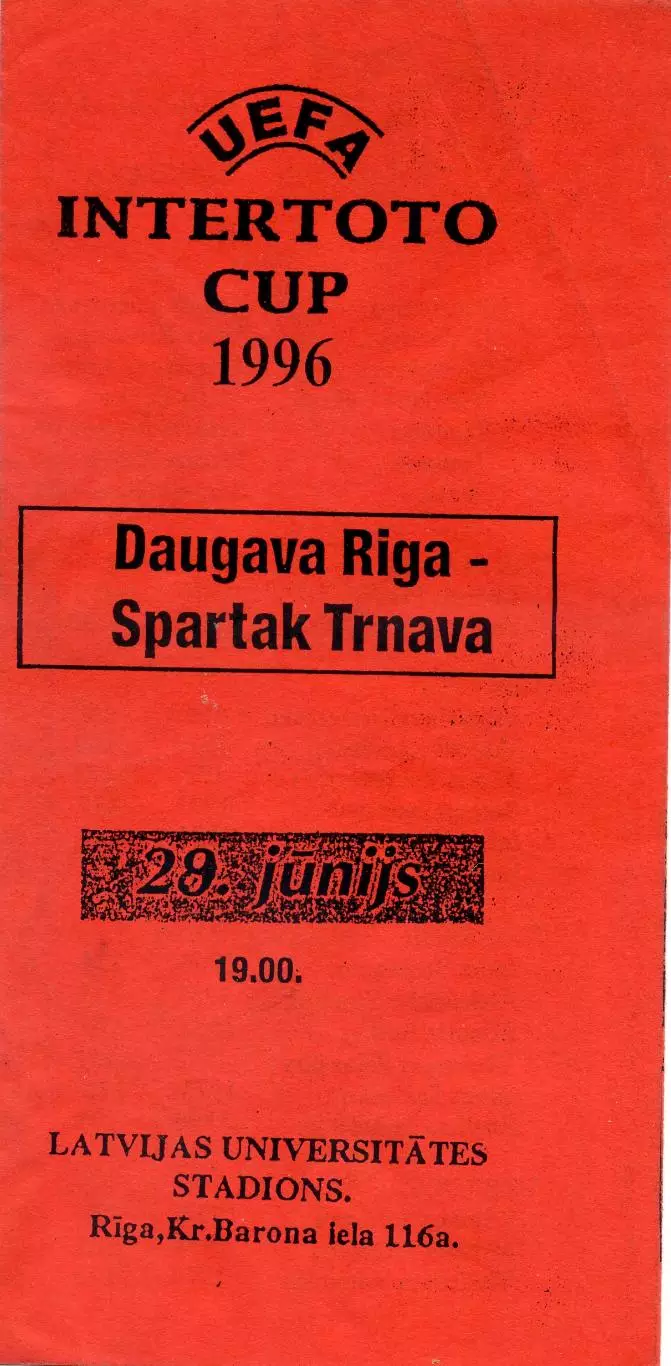 UEFA
INTERTOTO
CUP
1996
Daugava Riga -
Spartak Trnava
29. jūnijs
19.00.
LATVIJAS UNIVERSITĀTES
STADIONS.
Rīga,Kr.Barona iela 116a.